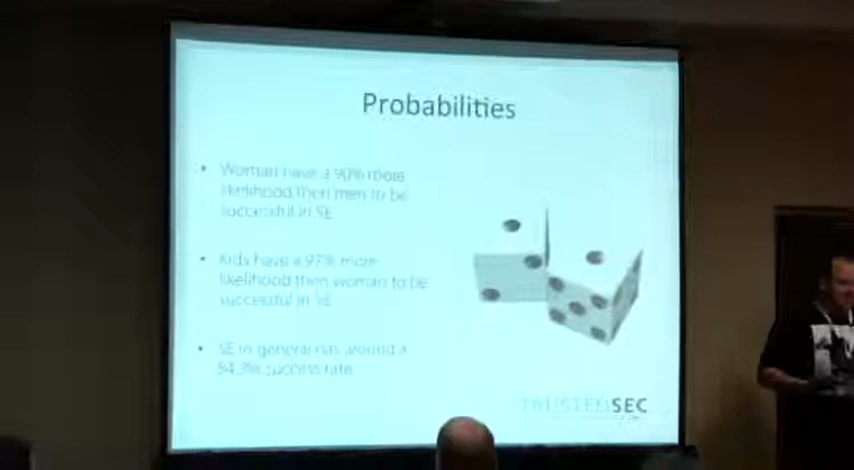 Probabilities
• Woman have a 90% more
likelihood then men to be
successful in SE
• Kids have a 97% more
likelihood then woman to be
successful in SE
• SE in general has around a
84.3% success rate
TRUSTEDSEC